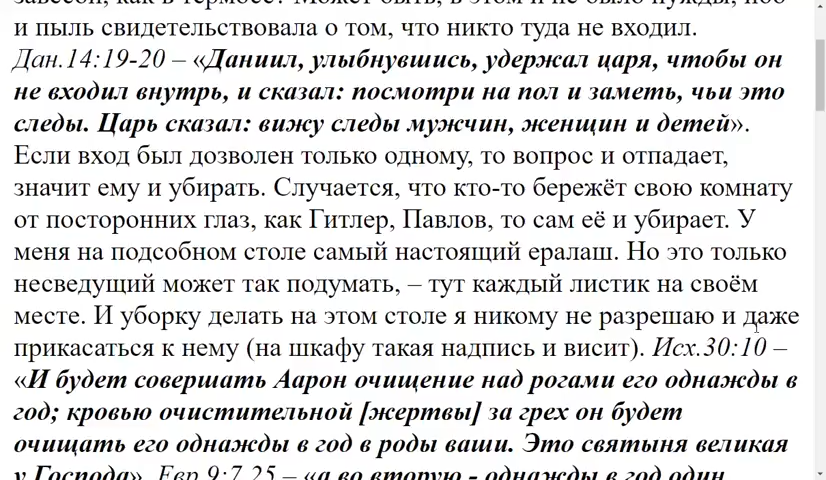 завесой, как в термосе? Может быть, в этом и не было нужды, ибо
и пыль свидетельствовала о том, что никто туда не входил.
Дан.14:19-20 – «Даниил, улыбнувшись, удержал царя, чтобы он
не входил внутрь, и сказал: посмотри на пол и заметь, чьи это
следы. Царь сказал: вижу следы мужчин, женщин и детей».
Если вход был дозволен только одному, то вопрос и отпадает,
значит ему и убирать. Случается, что кто-то бережёт свою комнату
от посторонних глаз, как Гитлер, Павлов, то сам её и убирает. У
меня на подсобном столе самый настоящий ералаш. Но это только
несведущий может так подумать, – тут каждый листик на своём
месте. И уборку делать на этом столе я никому не разрешаю и даже
прикасаться к нему (на шкафу такая надпись и висит). Исх.30:10 –
«И будет совершать Аарон очищение над рогами его однажды в
год; кровью очистительной [жертвы] за грех он будет
очищать его однажды в год в роды ваши. Это святыня великая
у Господа». Евр.9:7,25 – «а во вторую - однажды в год один